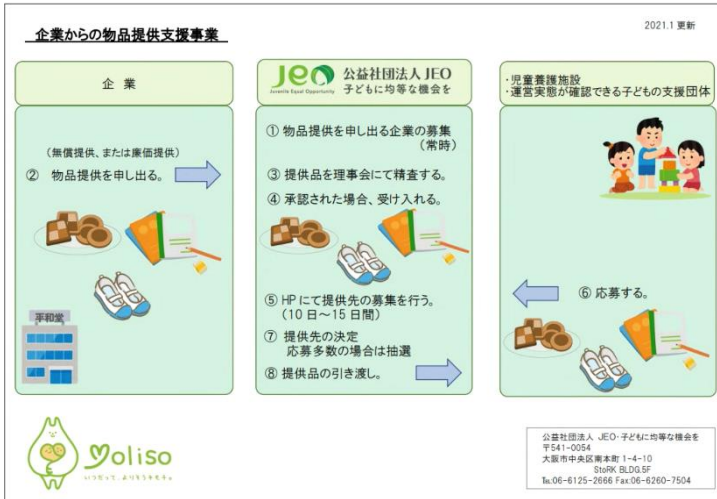 企業からの物品提供支援事業
2021.1 更新
企 業
（無償提供、または廉価提供）
② 物品提供を申し出る。
平和堂
JEO
Juvenile Equal Opportunity
公益社団法人 JEO
子どもに均等な機会を
① 物品提供を申し出る企業の募集
（常時）
③ 提供品を理事会にて精査する。
④ 承認された場合、受け入れる。
⑤ HPにて提供先の募集を行う。
（10日～15日間）
⑦ 提供先の決定
応募多数の場合は抽選
⑧ 提供品の引き渡し。
・児童養護施設
・運営実態が確認できる子どもの支援団体
⑥ 応募する。
yoliso
いつだって、よりそうキモチ。
公益社団法人 JEO・子どもに均等な機会を
〒541-0054
大阪市中央区南本町 1-4-10
StoRK BLDG.5F
℡:06-6125-2666 Fax:06-6260-7504